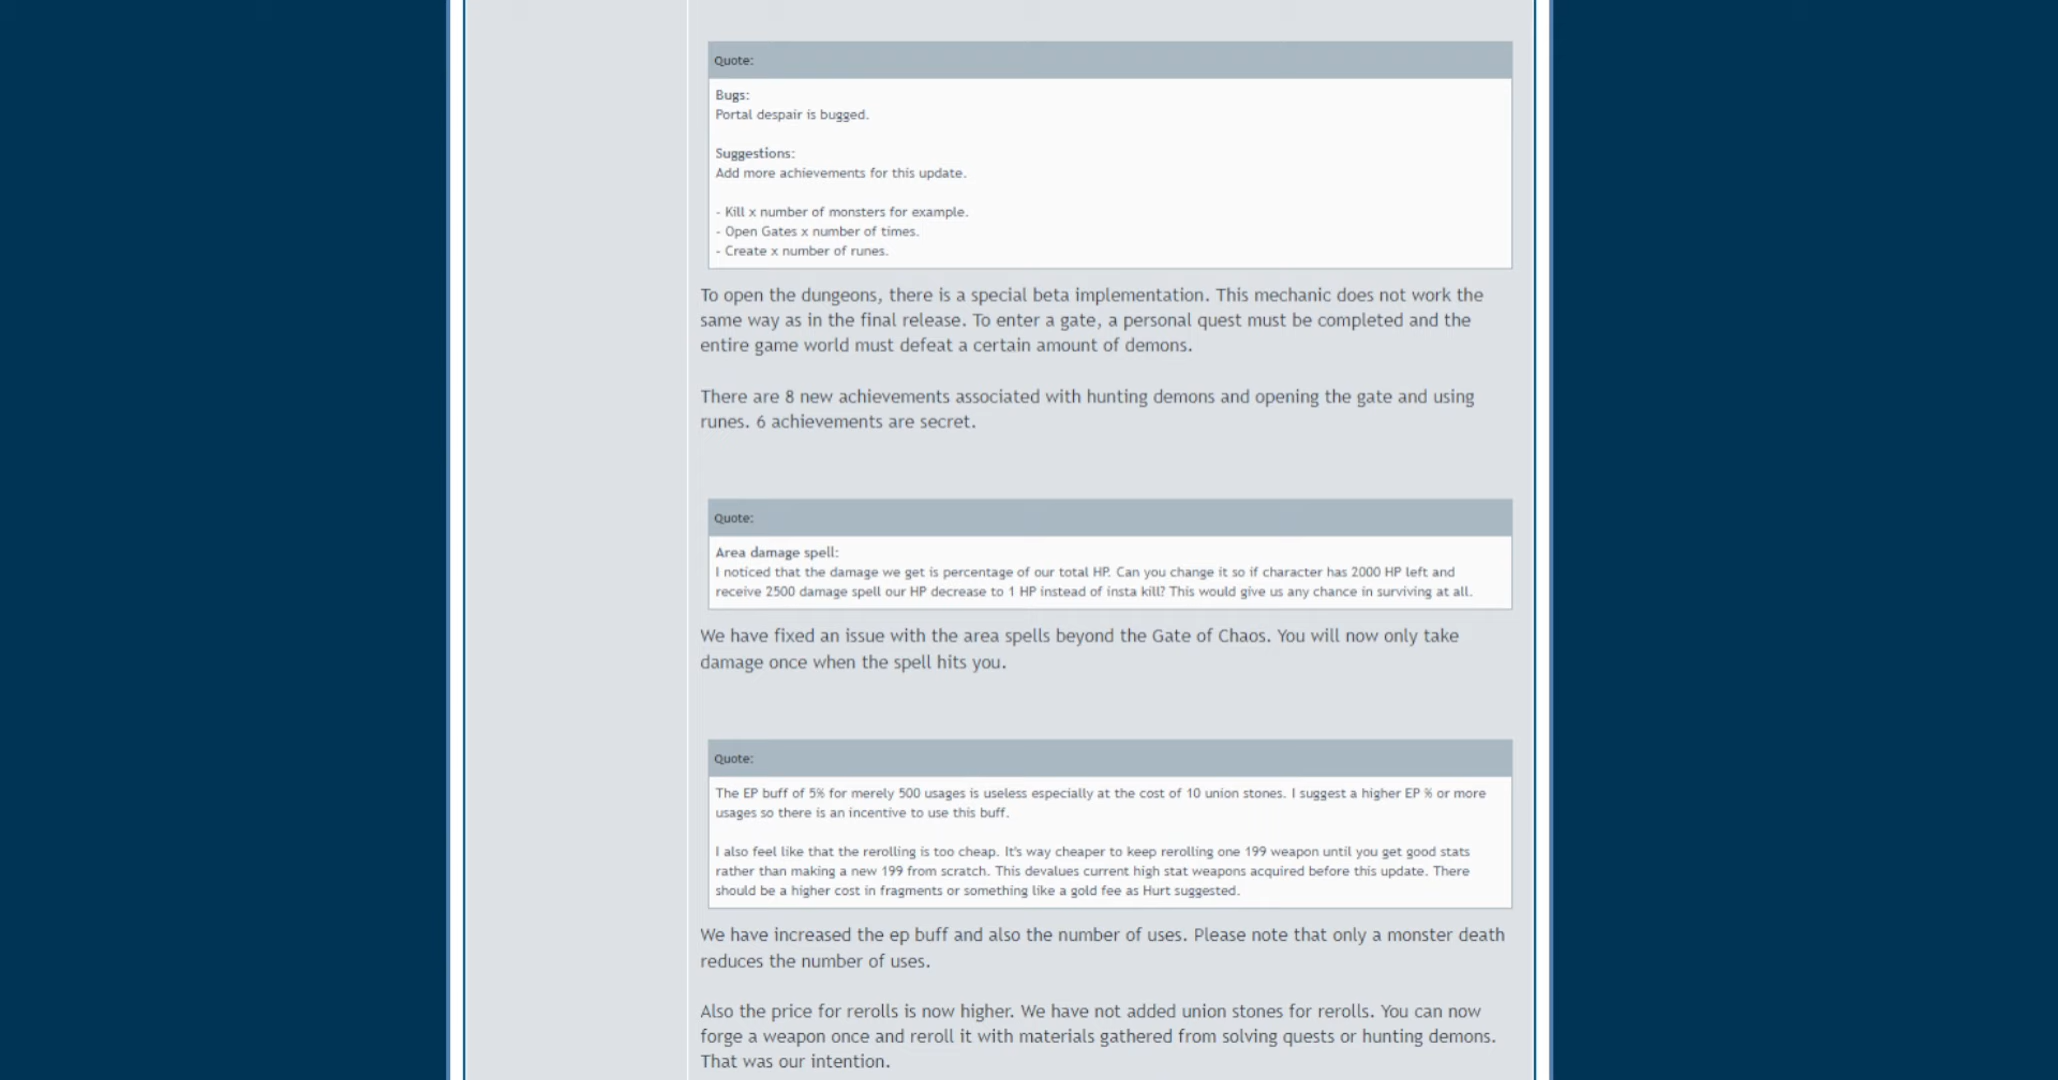 Quote:
Bugs:
Portal despair is bugged.
Suggestions:
Add more achievements for this update.
- Kill x number of monsters for example.
- Open Gates x number of times.
- Create x number of runes.
To open the dungeons, there is a special beta implementation. This mechanic does not work the
same way as in the final release. To enter a gate, a personal quest must be completed and the
entire game world must defeat a certain amount of demons.
There are 8 new achievements associated with hunting demons and opening the gate and using
runes. 6 achievements are secret.
Quote:
Area damage spell:
I noticed that the damage we get is percentage of our total HP. Can you change it so if character has 2000 HP left and
receive 2500 damage spell our HP decrease to 1 HP instead of insta kill? This would give us any chance in surviving at all.
We have fixed an issue with the area spells beyond the Gate of Chaos. You will now only take
damage once when the spell hits you.
Quote:
The EP buff of 5% for merely 500 usages is useless especially at the cost of 10 union stones. I suggest a higher EP % or more
usages so there is an incentive to use this buff.
I also feel like that the rerolling is too cheap. It's way cheaper to keep rerolling one 199 weapon until you get good stats
rather than making a new 199 from scratch. This devalues current high stat weapons acquired before this update. There
should be a higher cost in fragments or something like a gold fee as Hurt suggested.
We have increased the ep buff and also the number of uses. Please note that only a monster death
reduces the number of uses.
Also the price for rerolls is now higher. We have not added union stones for rerolls. You can now
forge a weapon once and reroll it with materials gathered from solving quests or hunting demons.
That was our intention.